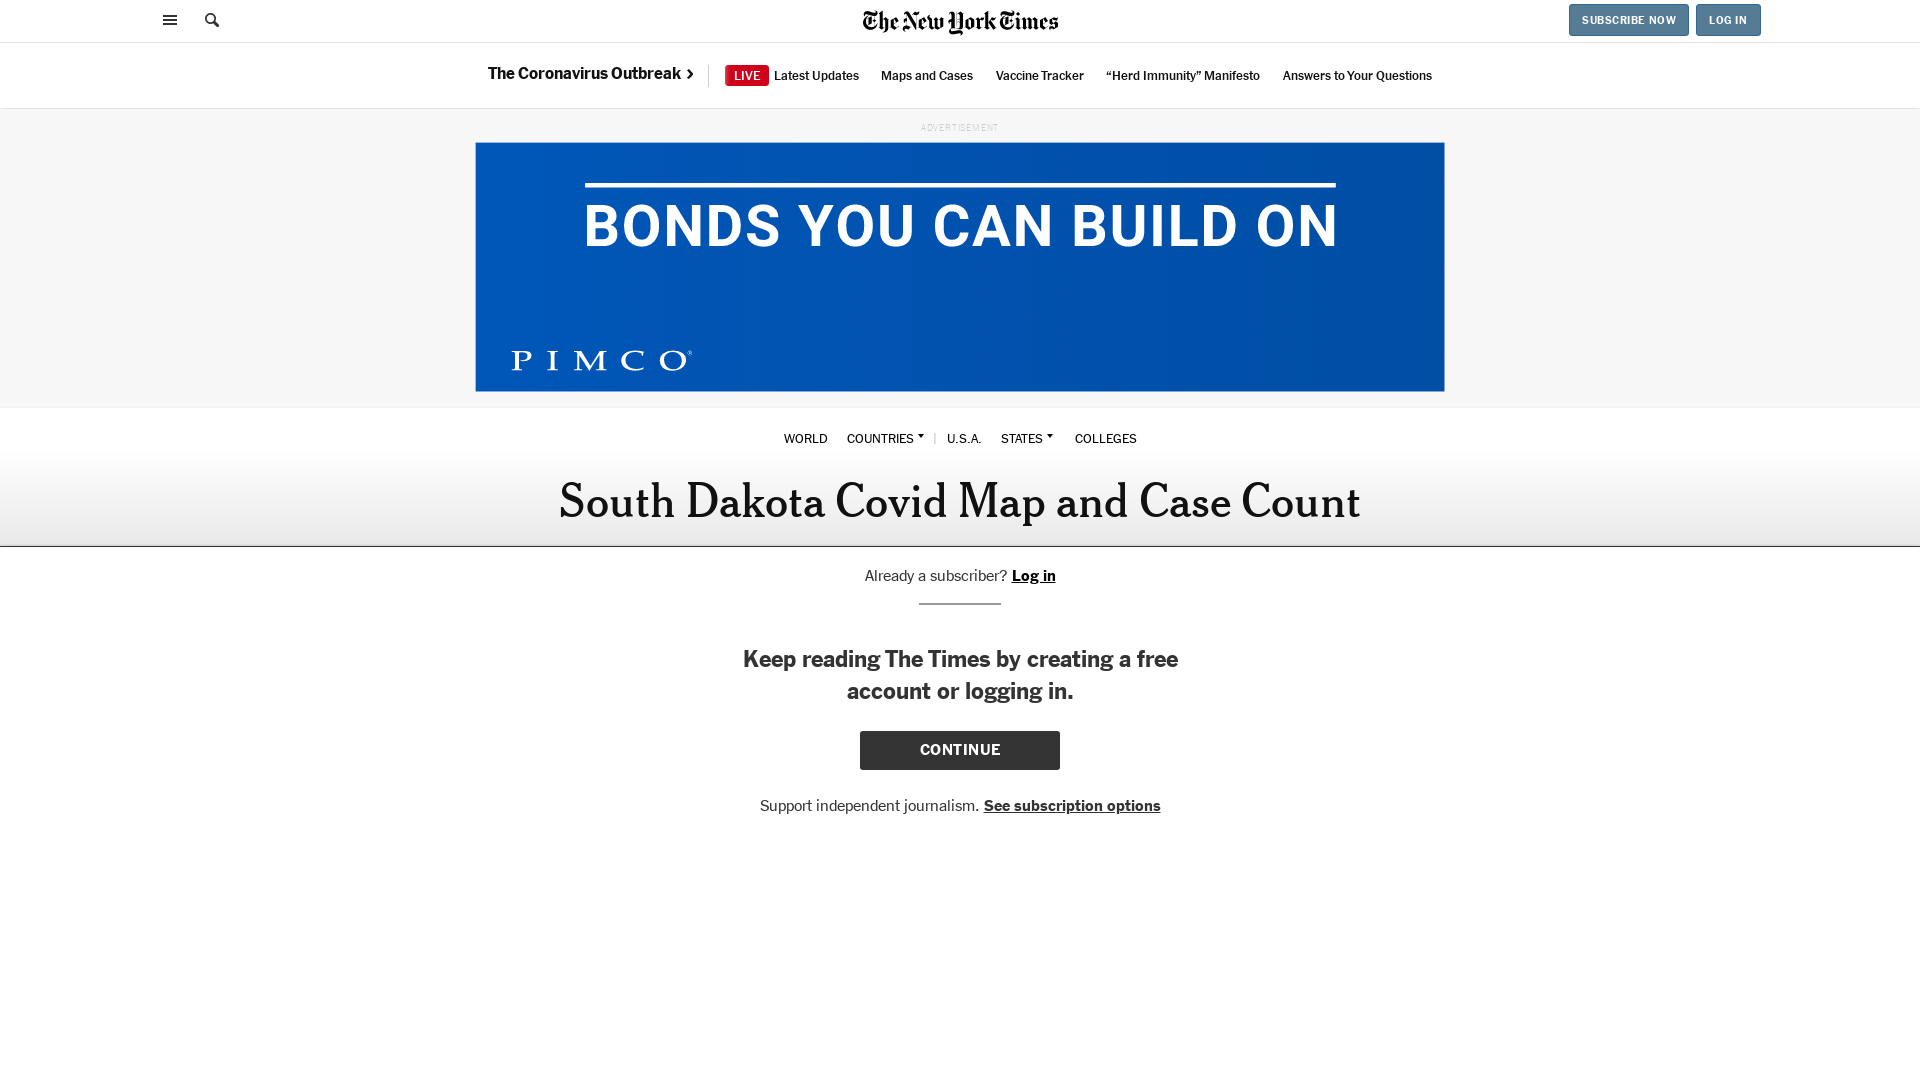 The New York Times
SUBSCRIBE NOW
LOG IN
The Coronavirus Outbreak ›
LIVE Latest Updates
Maps and Cases
Vaccine Tracker
“Herd Immunity” Manifesto
Answers to Your Questions
ADVERTISEMENT
BONDS YOU CAN BUILD ON
PIMCO®
WORLD
COUNTRIES
U.S.A.
STATES
COLLEGES
South Dakota Covid Map and Case Count
Already a subscriber? Log in
Keep reading The Times by creating a free
account or logging in.
CONTINUE
Support independent journalism. See subscription options